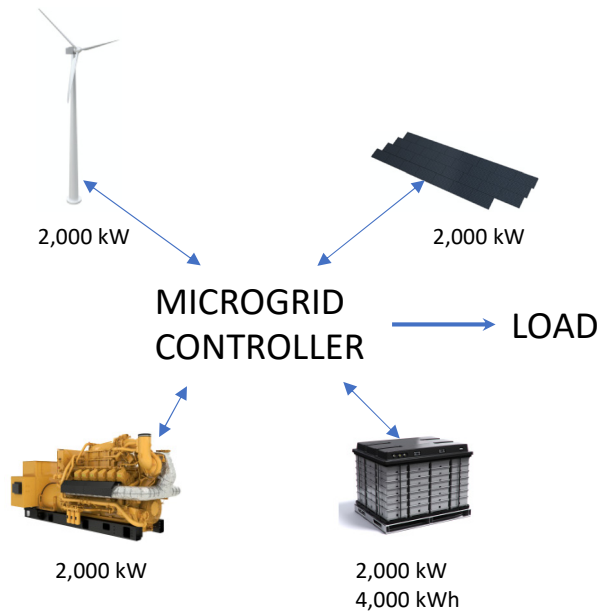 2,000 kW
2,000 kW
MICROGRID
CONTROLLER
LOAD
2,000 kW
2,000 kW
4,000 kWh